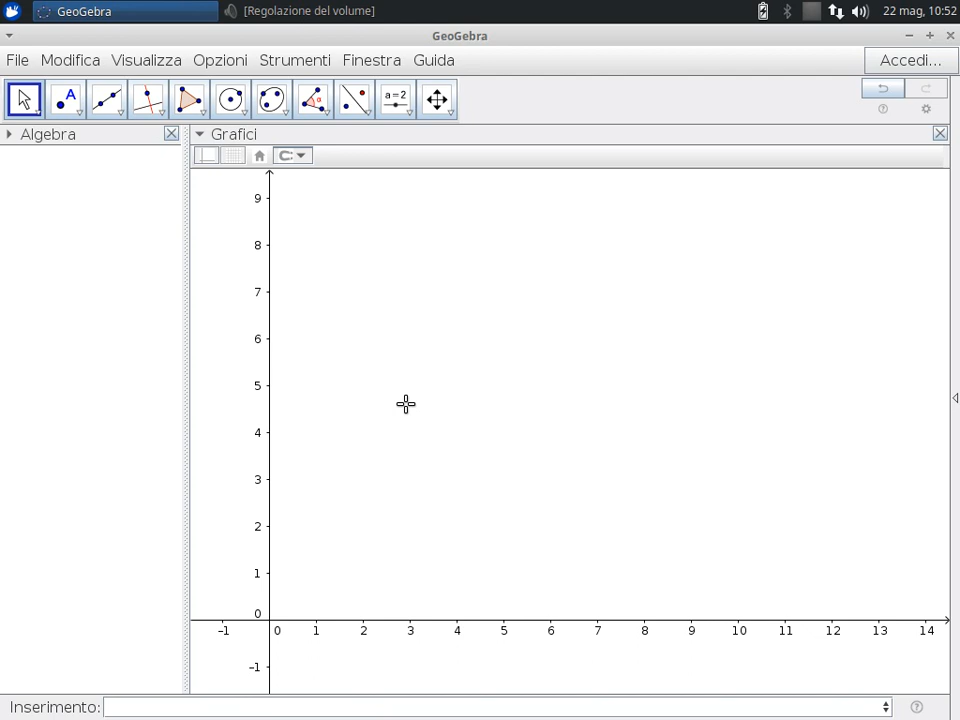 GeoGebra
[Regolazione del volume]
22 mag, 10:52
GeoGebra
File Modifica Visualizza Opzioni Strumenti Finestra Guida
Accedi...
A
α
a=2
Algebra
Grafici
9
8
7
6
5
4
3
2
1
0
-1 0 1 2 3 4 5 6 7 8 9 10 11 12 13 14
-1
Inserimento: